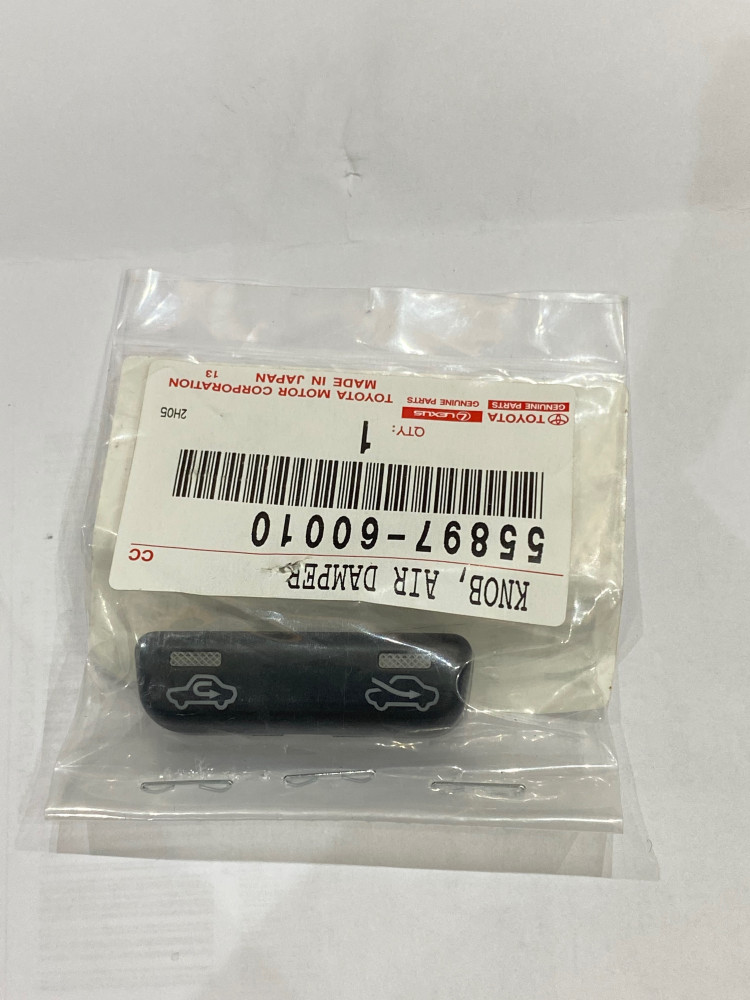 KNOB, AIR DAMPER
CC
55897-60010
QTY: 1
2H05
TOYOTA
GENUINE PARTS
LEXUS
GENUINE PARTS
TOYOTA MOTOR CORPORATION
MADE IN JAPAN 13